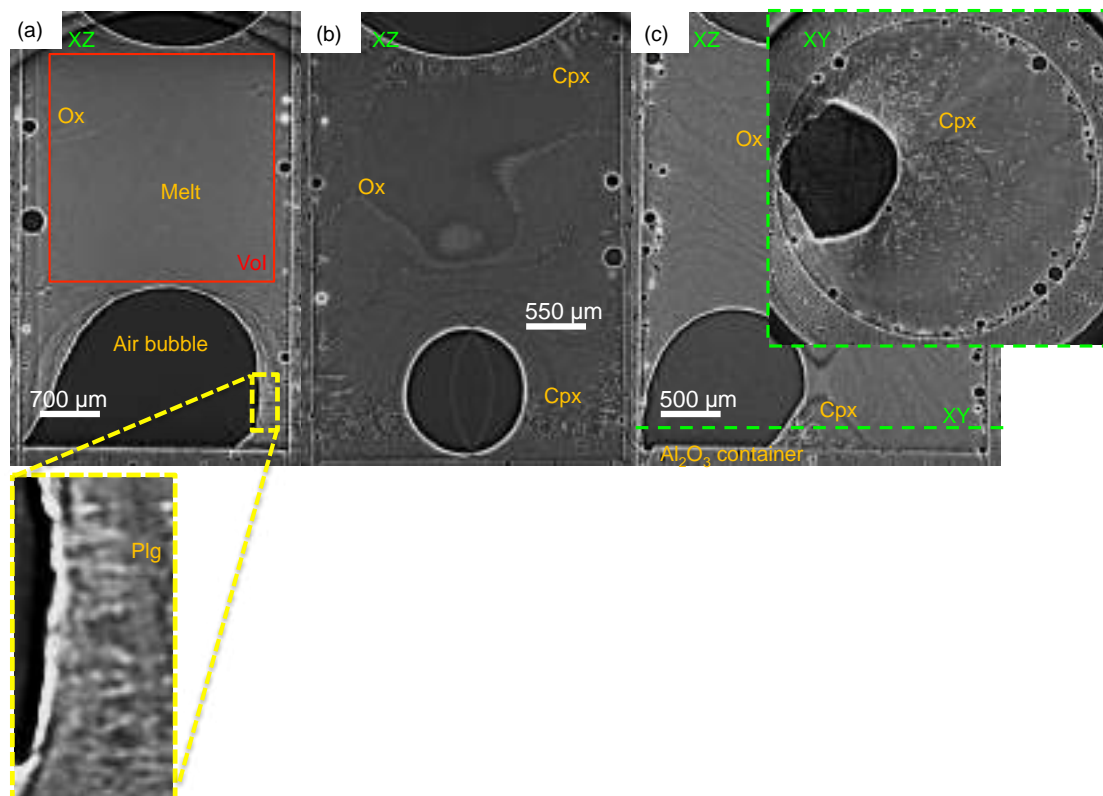 (a)
XZ
Ox
Melt
Vol
Air bubble
700 µm
Plg
(b)
XZ
Cpx
Ox
550 µm
Cpx
(c)
XZ
XY
Ox
Cpx
500 µm
Cpx
XY
Al₂O₃ container